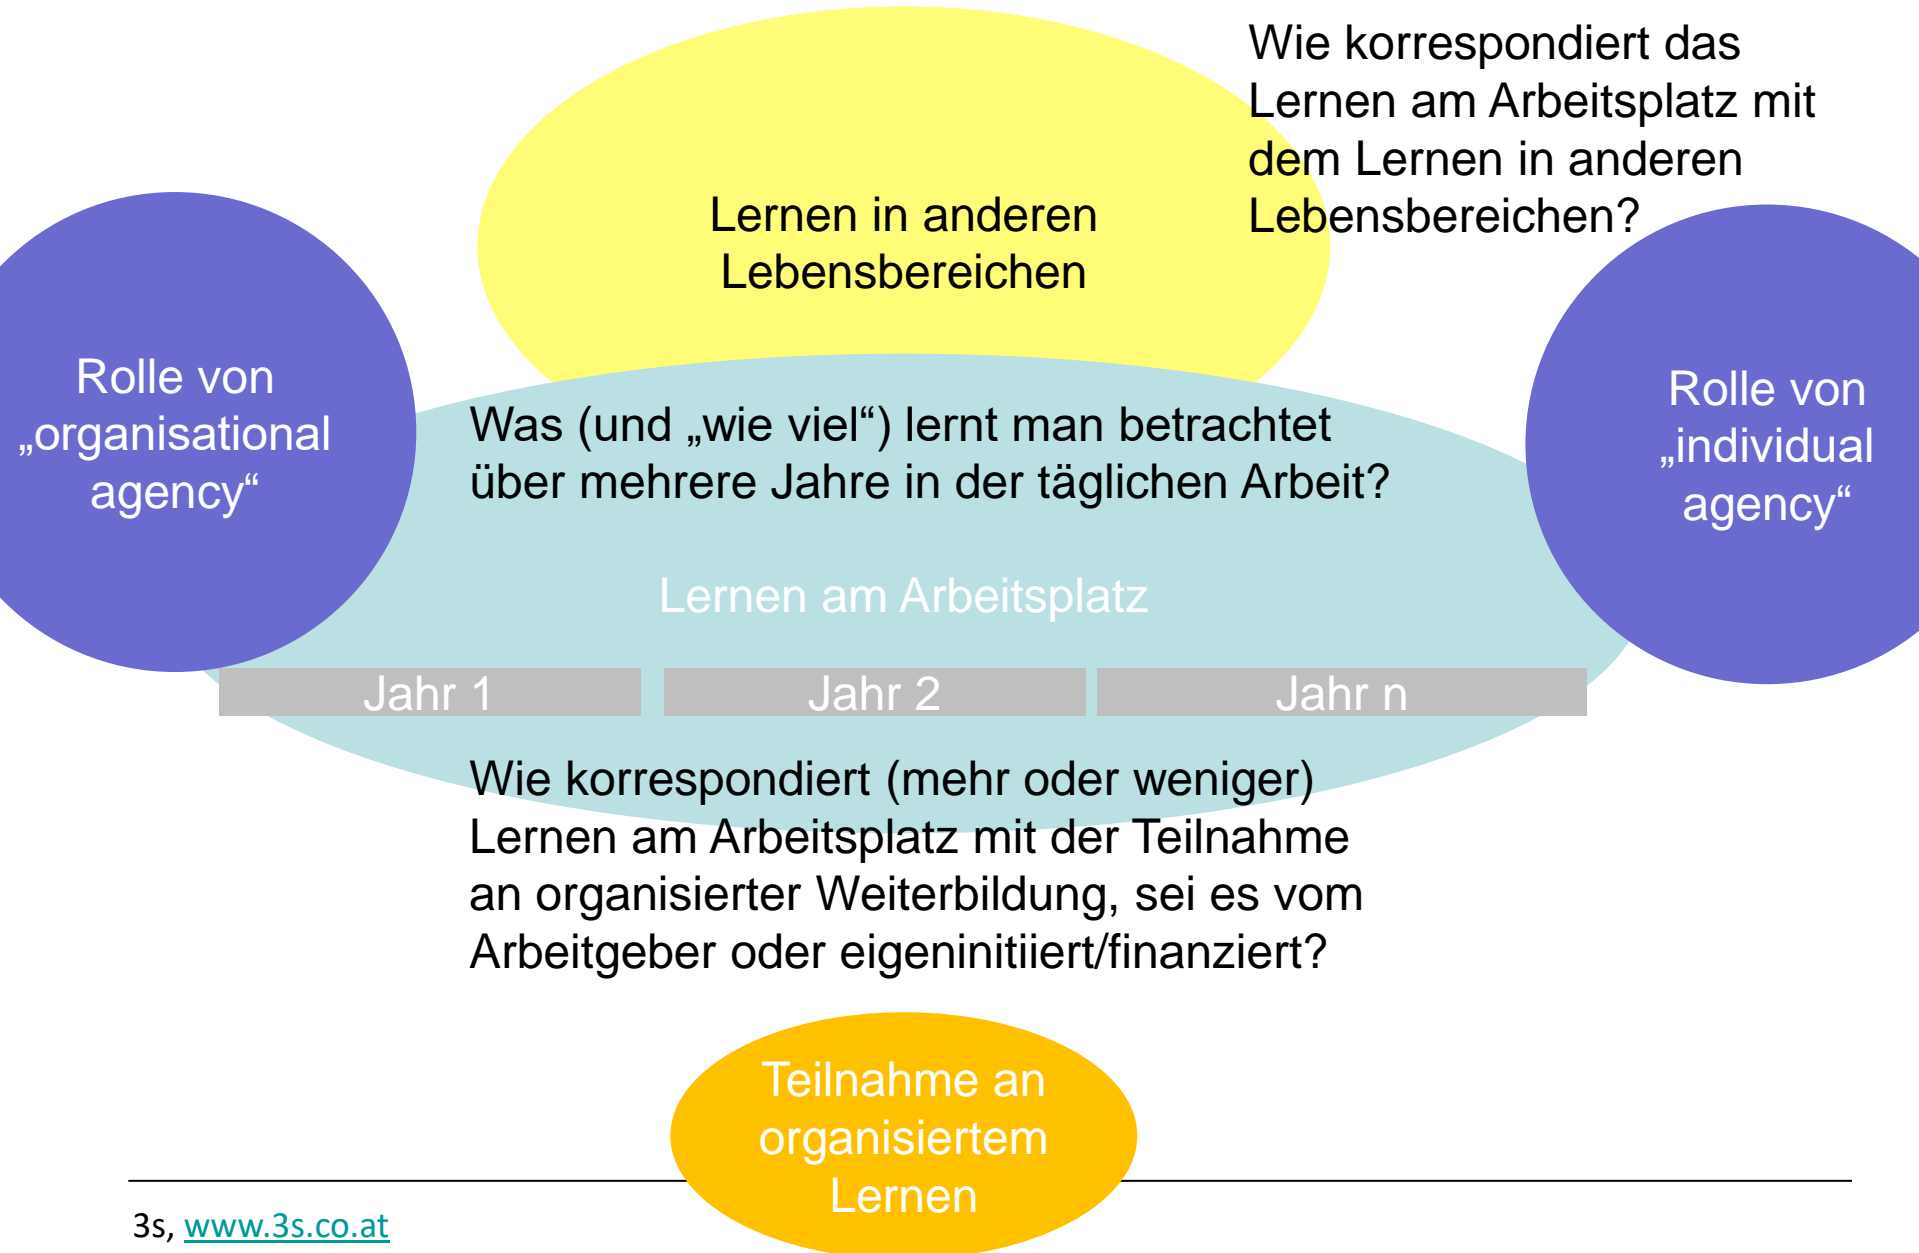 Wie korrespondiert das
Lernen am Arbeitsplatz mit
dem Lernen in anderen
Lebensbereichen?
Lernen in anderen
Lebensbereichen
Rolle von
„organisational
agency“
Was (und „wie viel“) lernt man betrachtet
über mehrere Jahre in der täglichen Arbeit?
Rolle von
„individual
agency“
Lernen am Arbeitsplatz
Jahr 1
Jahr 2
Jahr n
Wie korrespondiert (mehr oder weniger)
Lernen am Arbeitsplatz mit der Teilnahme
an organisierter Weiterbildung, sei es vom
Arbeitgeber oder eigeninitiiert/finanziert?
Teilnahme an
organisiertem
Lernen
3s, www.3s.co.at